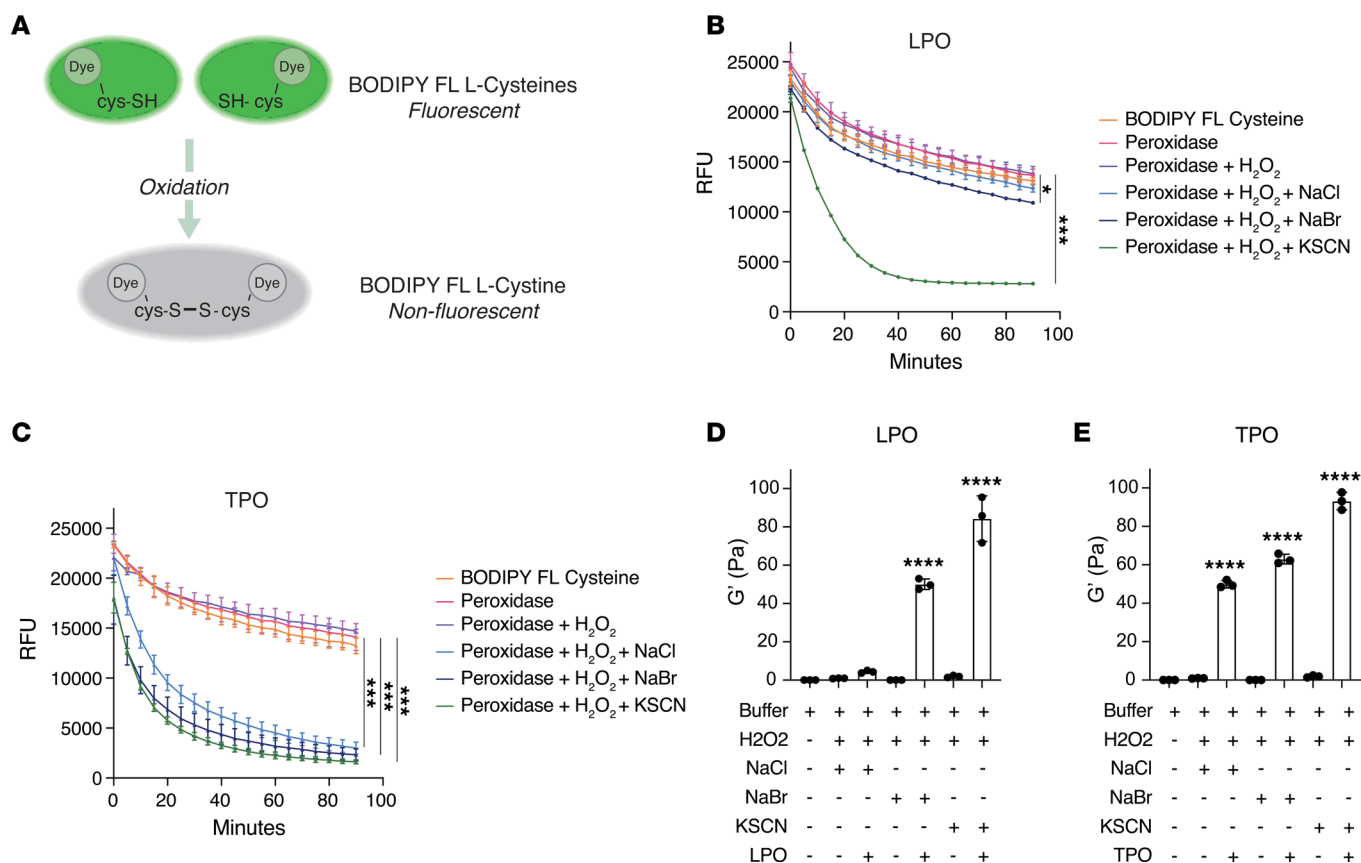 A
Dye
Dye
cys-SH
SH- cys
BODIPY FL L-Cysteines
Fluorescent
Oxidation
Dye
Dye
cys-S–S-cys
BODIPY FL L-Cystine
Non-fluorescent
B
LPO
RFU
25000
20000
15000
10000
5000
0
0 20 40 60 80 100
Minutes
*
***
BODIPY FL Cysteine
Peroxidase
Peroxidase + H₂O₂
Peroxidase + H₂O₂ + NaCl
Peroxidase + H₂O₂ + NaBr
Peroxidase + H₂O₂ + KSCN
C
TPO
RFU
25000
20000
15000
10000
5000
0
0 20 40 60 80 100
Minutes
*** *** ***
BODIPY FL Cysteine
Peroxidase
Peroxidase + H₂O₂
Peroxidase + H₂O₂ + NaCl
Peroxidase + H₂O₂ + NaBr
Peroxidase + H₂O₂ + KSCN
D
LPO
G' (Pa)
100
80
60
40
20
0
****
****
Buffer + + + + + + +
H2O2 - + + + + + +
NaCl - + + - - - -
NaBr - - - + + - -
KSCN - - - - - + +
LPO - - + - + - +
E
TPO
G' (Pa)
100
80
60
40
20
0
****
****
****
Buffer + + + + + + +
H2O2 - + + + + + +
NaCl - + + - - - -
NaBr - - - + + - -
KSCN - - - - - + +
TPO - - + - + - +